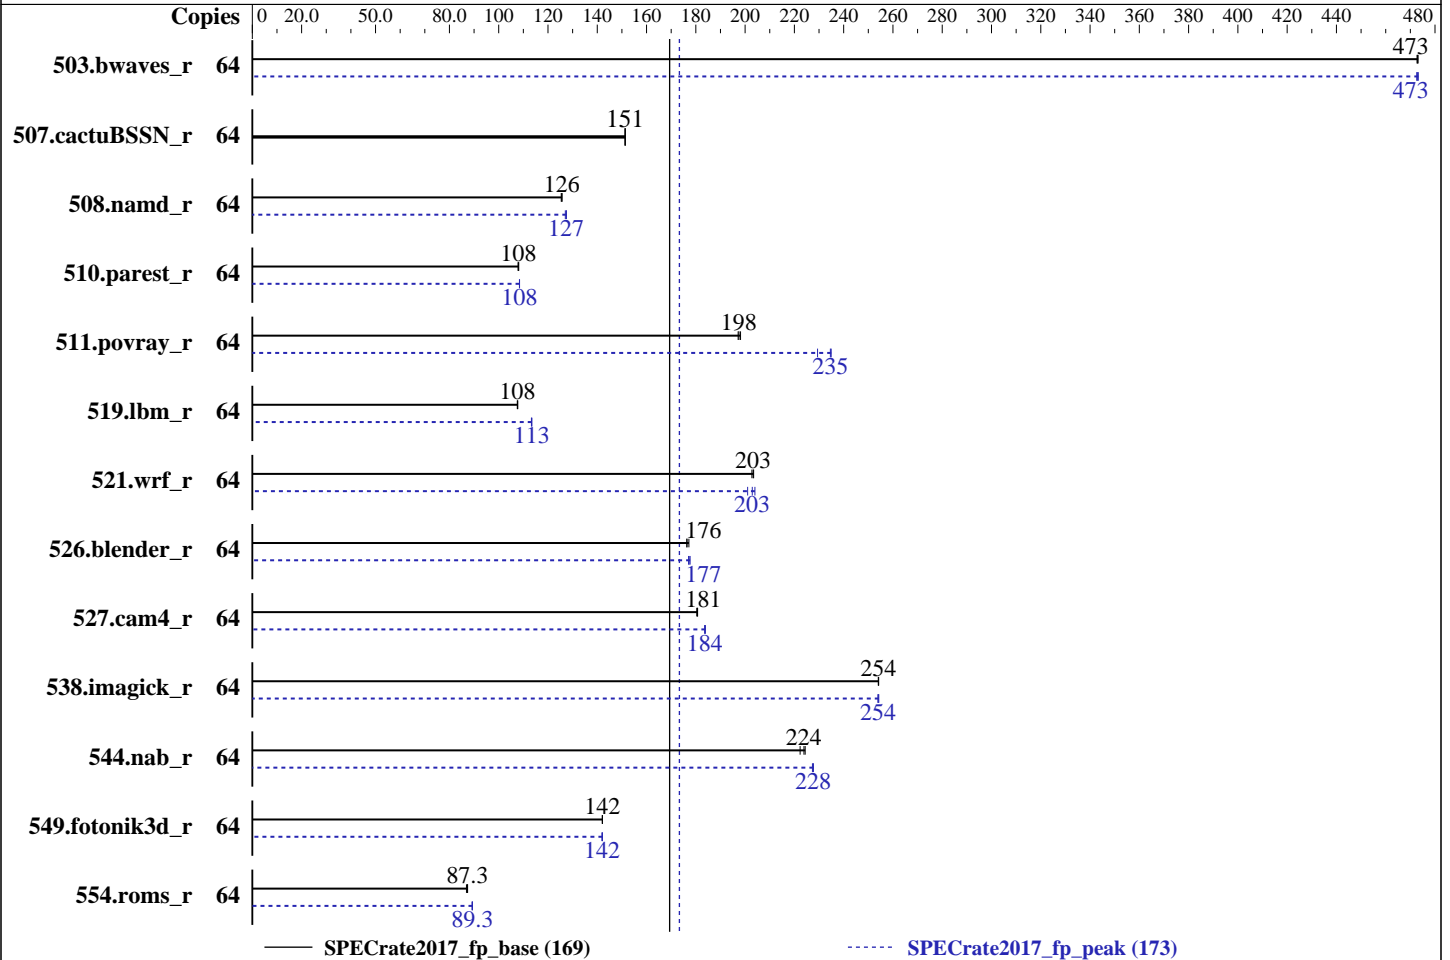 Copies 0 20.0 50.0 80.0 100 120 140 160 180 200 220 240 260 280 300 320 340 360 380 400 420 440 480
473
503.bwaves_r 64
473
151
507.cactuBSSN_r 64
126
508.namd_r 64
127
108
510.parest_r 64
108
198
511.povray_r 64
235
108
519.lbm_r 64
113
203
521.wrf_r 64
203
176
526.blender_r 64
177
181
527.cam4_r 64
184
254
538.imagick_r 64
254
224
544.nab_r 64
228
142
549.fotonik3d_r 64
142
87.3
554.roms_r 64
89.3
SPECrate2017_fp_base (169) SPECrate2017_fp_peak (173)